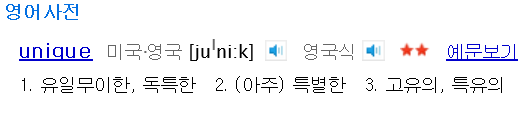 영어사전
unique 미국·영국 [juˈni:k] 영국식 ★★ 예문보기
1. 유일무이한, 독특한 2. (아주) 특별한 3. 고유의, 특유의